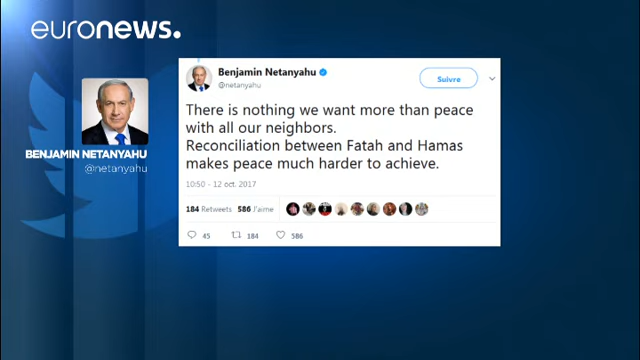 euronews.
Benjamin Netanyahu
@netanyahu
Suivre
There is nothing we want more than peace
with all our neighbors.
Reconciliation between Fatah and Hamas
makes peace much harder to achieve.
10:50 - 12 oct. 2017
184 Retweets 586 J'aime
45 184 586
BENJAMIN NETANYAHU
@netanyahu